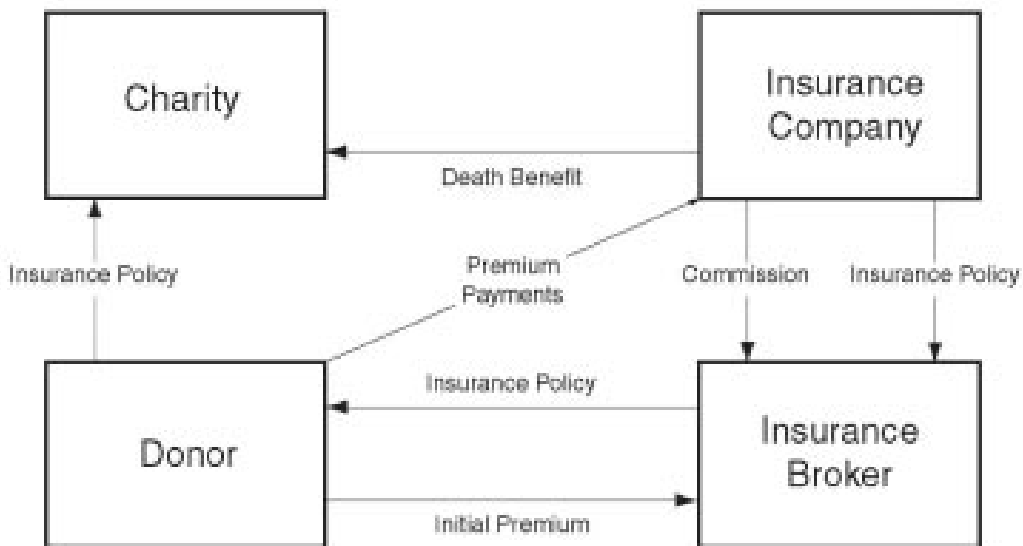 Charity
Insurance
Company
Death Benefit
Insurance Policy
Premium
Payments
Commission
Insurance Policy
Insurance Policy
Donor
Insurance
Broker
Initial Premium